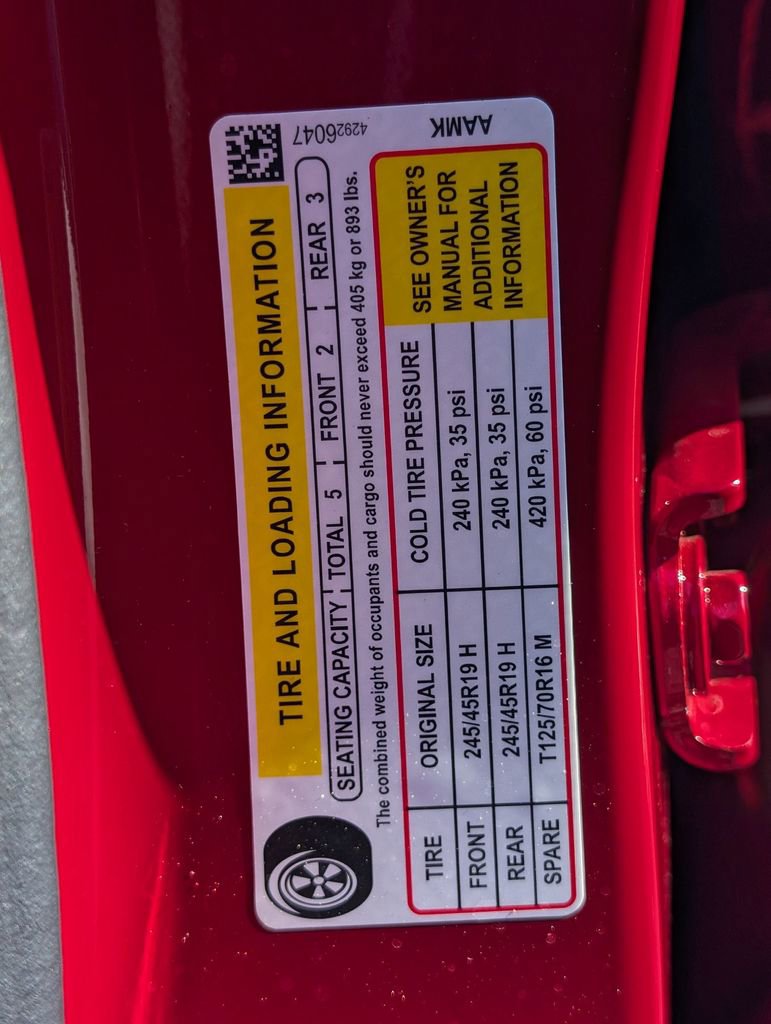 42926047
AAMK
TIRE AND LOADING INFORMATION
SEATING CAPACITY TOTAL 5 FRONT 2 REAR 3
The combined weight of occupants and cargo should never exceed 405 kg or 893 lbs.
TIRE ORIGINAL SIZE COLD TIRE PRESSURE
FRONT 245/45R19 H 240 kPa, 35 psi
REAR 245/45R19 H 240 kPa, 35 psi
SPARE T125/70R16 M 420 kPa, 60 psi
SEE OWNER'S
MANUAL FOR
ADDITIONAL
INFORMATION